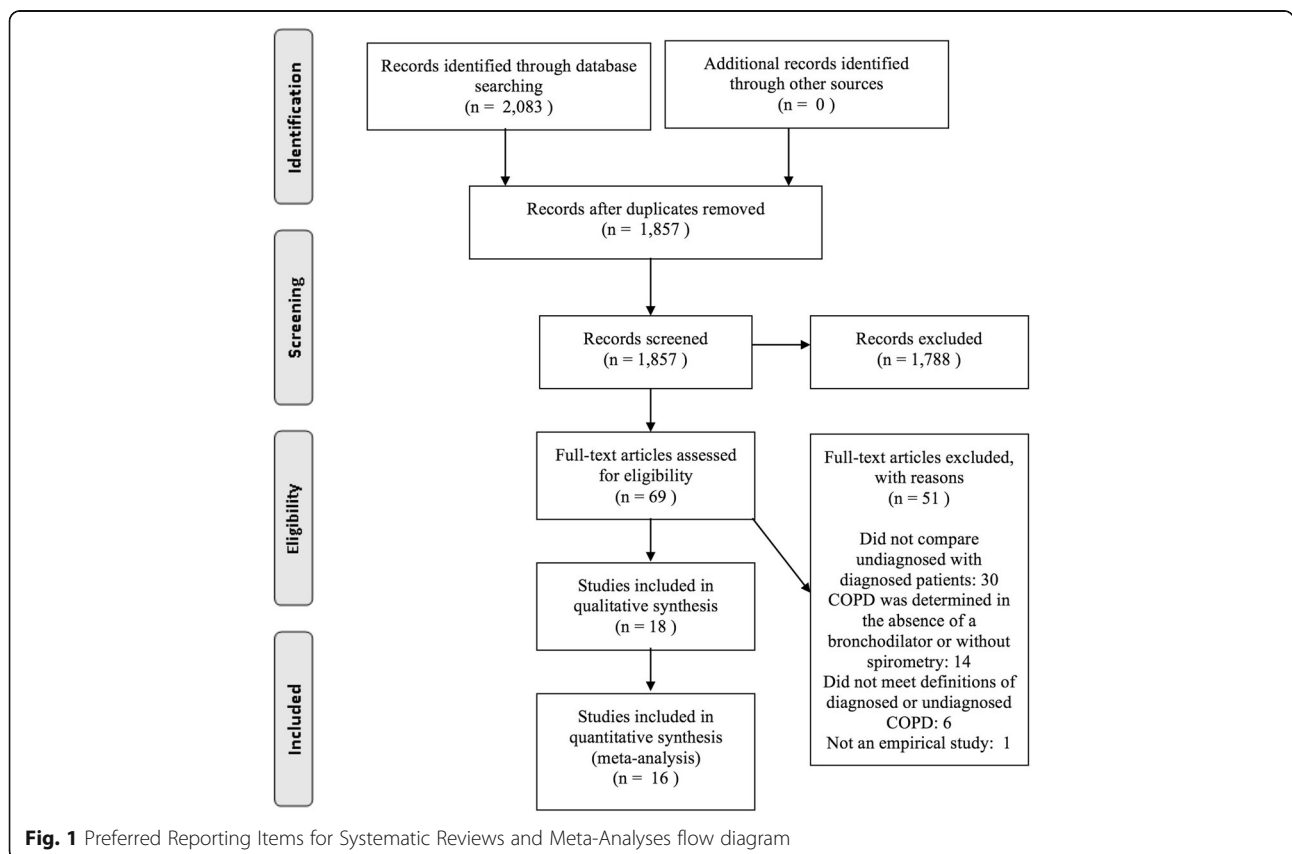 Identification
Records identified through database
searching
(n = 2,083)
Additional records identified
through other sources
(n = 0)
Records after duplicates removed
(n = 1,857 )
Screening
Records screened
(n = 1,857 )
Records excluded
(n = 1,788 )
Eligibility
Full-text articles assessed
for eligibility
(n = 69 )
Full-text articles excluded,
with reasons
(n = 51 )
Did not compare
undiagnosed with
diagnosed patients: 30
COPD was determined in
the absence of a
bronchodilator or without
spirometry: 14
Did not meet definitions of
diagnosed or undiagnosed
COPD: 6
Not an empirical study: 1
Studies included in
qualitative synthesis
(n = 18 )
Included
Studies included in
quantitative synthesis
(meta-analysis)
(n = 16 )
Fig. 1 Preferred Reporting Items for Systematic Reviews and Meta-Analyses flow diagram